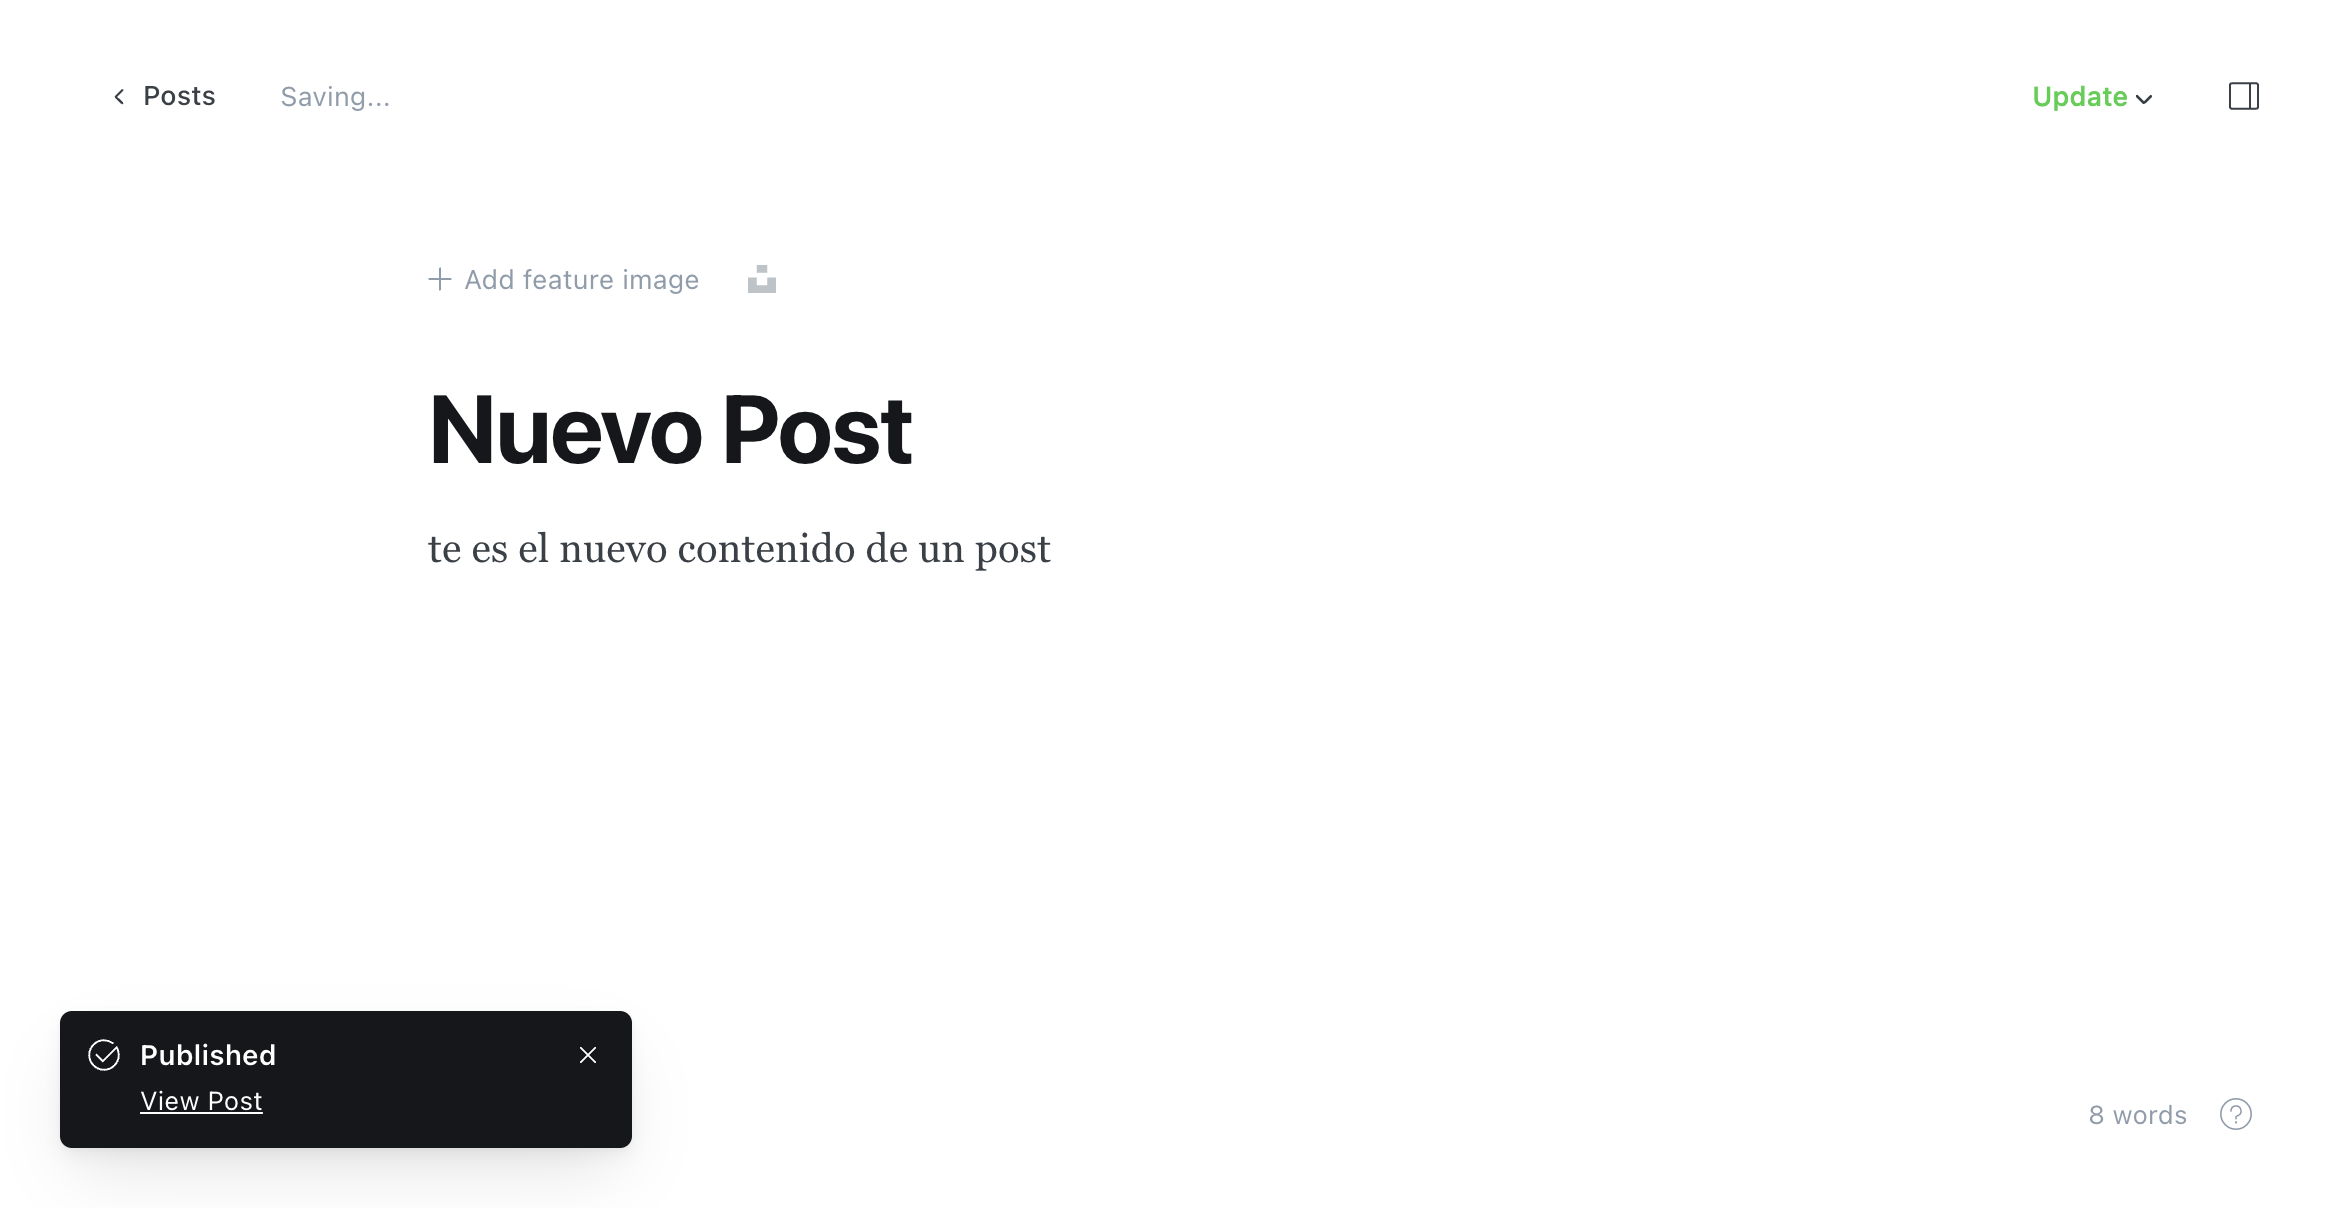 Posts
Saving...
Update
Add feature image
Nuevo Post
te es el nuevo contenido de un post
Published
View Post
8 words